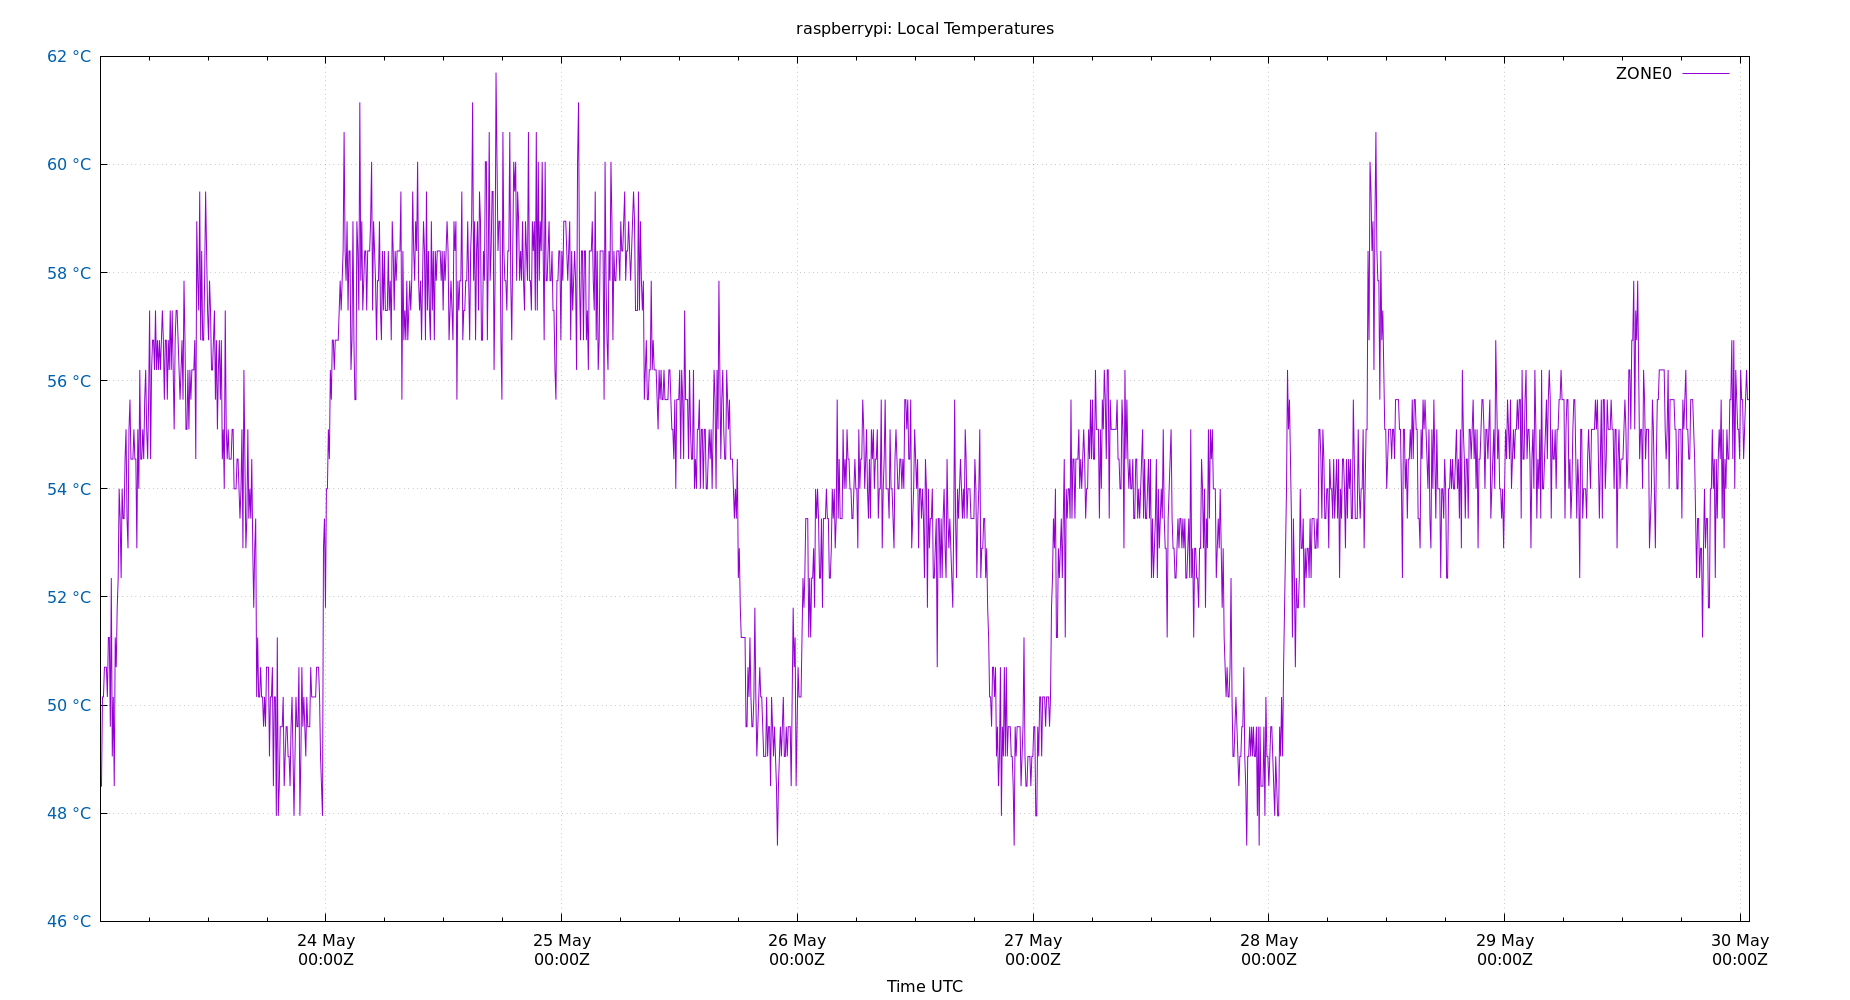 raspberrypi: Local Temperatures
ZONE0
62 °C
60 °C
58 °C
56 °C
54 °C
52 °C
50 °C
48 °C
46 °C
24 May 25 May 26 May 27 May 28 May 29 May 30 May
00:00Z 00:00Z 00:00Z 00:00Z 00:00Z 00:00Z 00:00Z
Time UTC